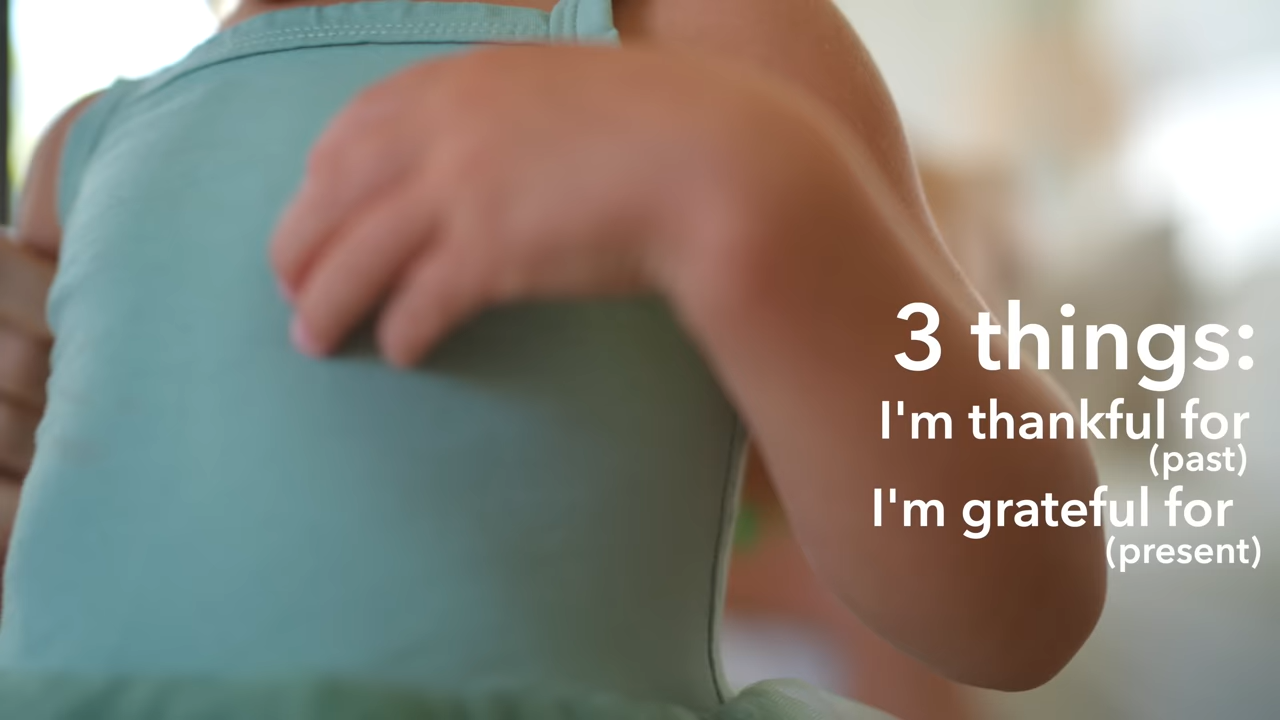 3 things:
I'm thankful for
(past)
I'm grateful for
(present)